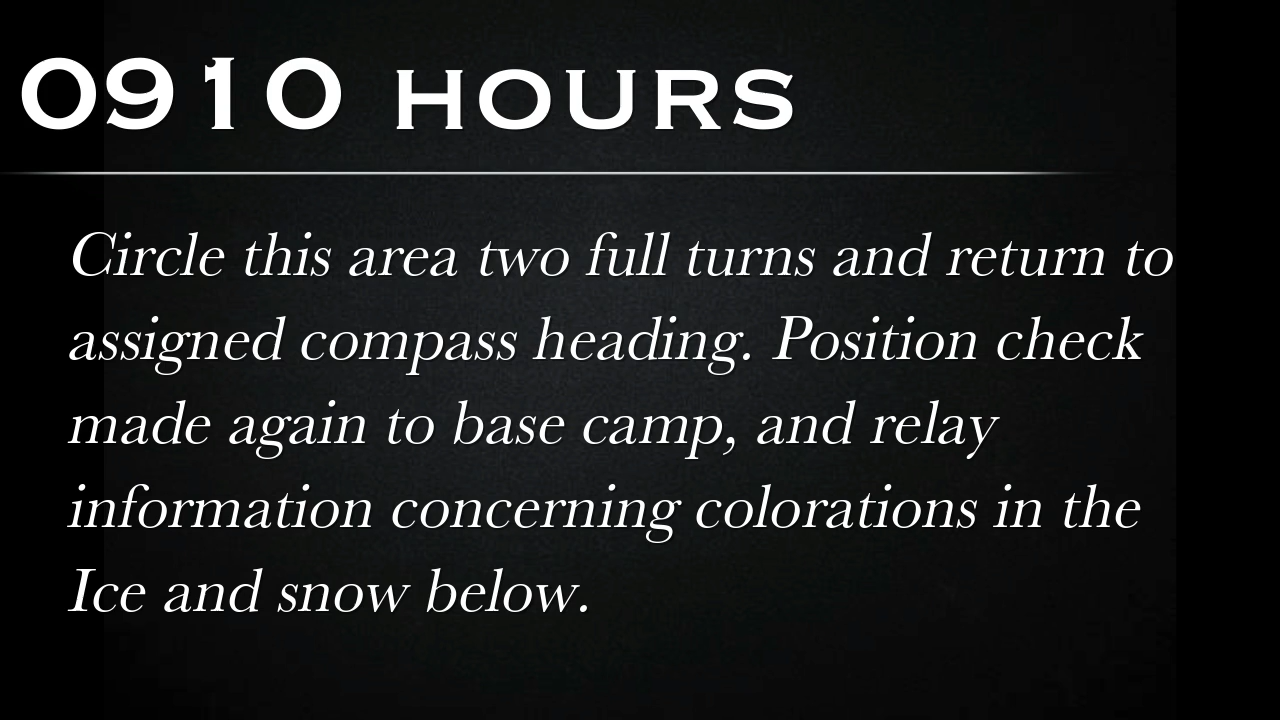 0910 HOURS
Circle this area two full turns and return to
assigned compass heading. Position check
made again to base camp, and relay
information concerning colorations in the
Ice and snow below.